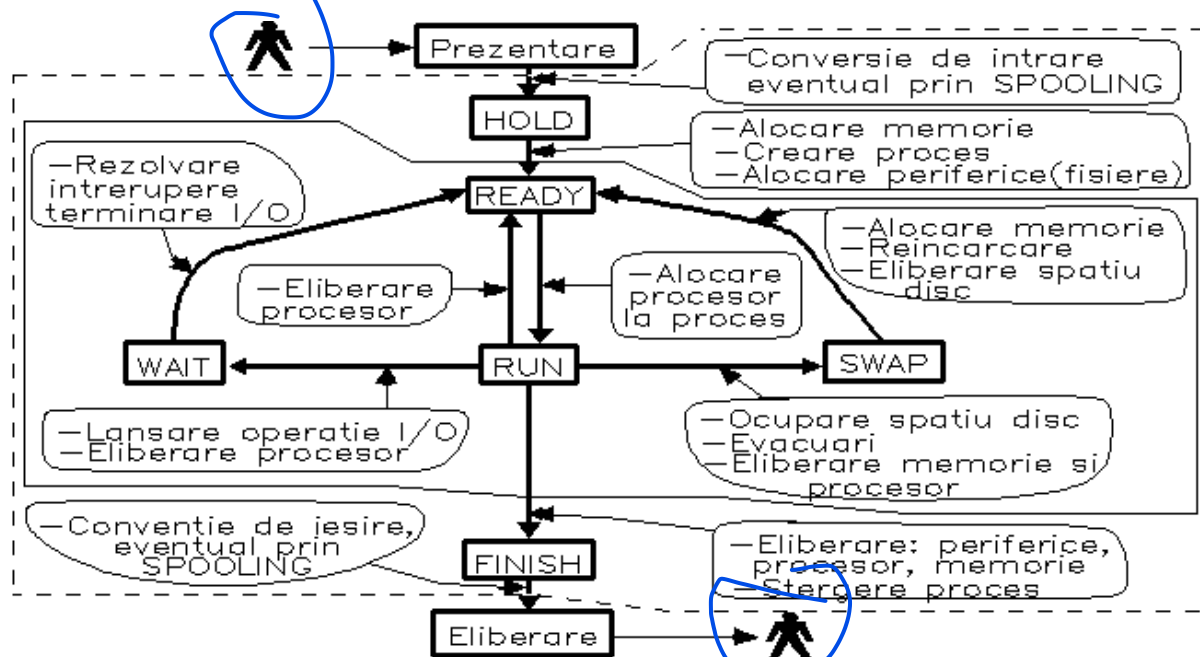 Prezentare
—Conversie de intrare
eventual prin SPOOLING
HOLD
—Alocare memorie
—Creare proces
—Alocare periferice(fisiere)
—Rezolvare
intrerupere
terminare I/O
READY
—Alocare memorie
—Reincarcare
—Eliberare spatiu
disc
—Eliberare
procesor
—Alocare
procesor
la proces
WAIT
RUN
SWAP
—Lansare operatie I/O
—Eliberare procesor
—Ocupare spatiu disc
—Evacuari
—Eliberare memorie si
procesor
—Conventie de iesire,
eventual prin
SPOOLING
FINISH
—Eliberare: periferice,
procesor, memorie
—Stergere proces
Eliberare